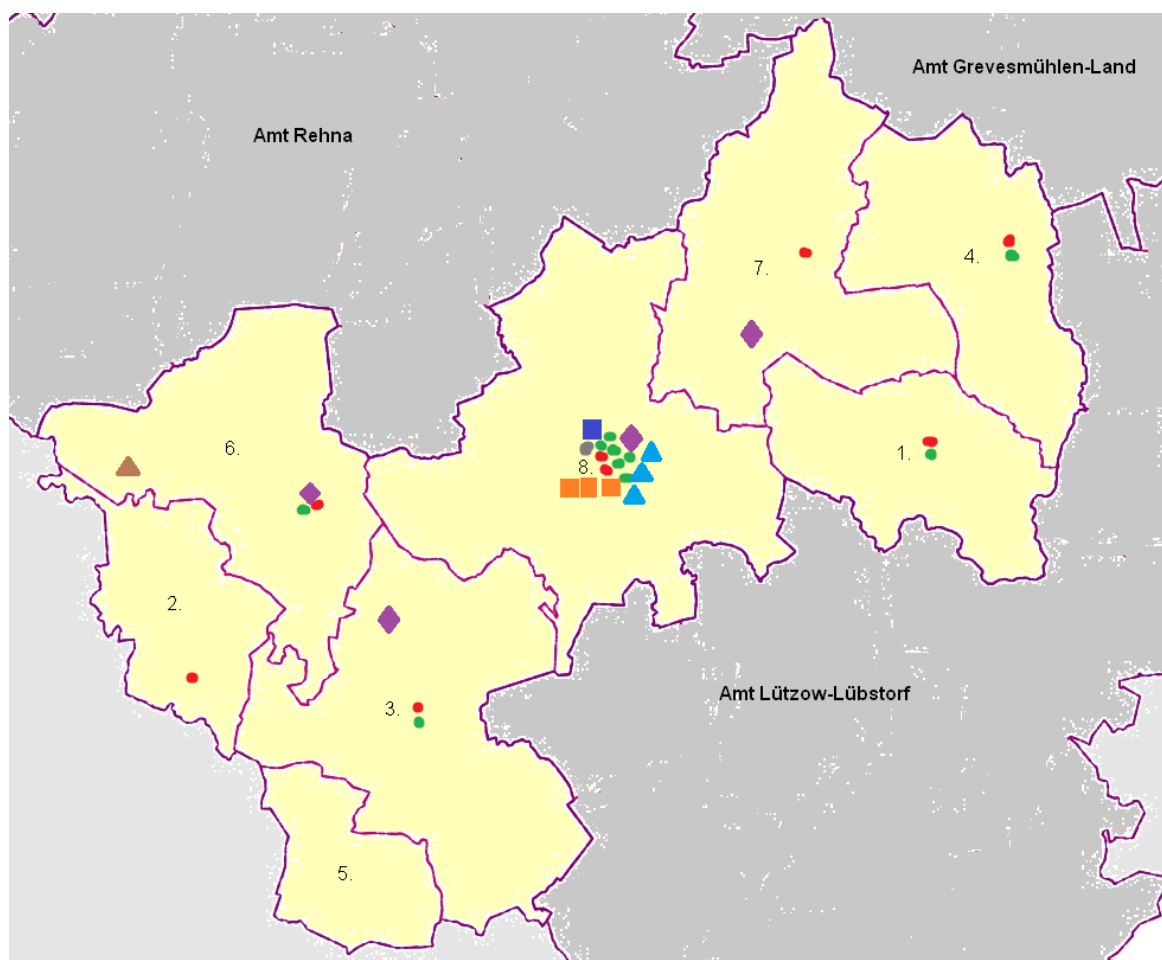 Amt Grevesmühlen-Land
Amt Rehna
4.
7.
6.
1.
8.
2.
Amt Lützow-Lübstorf
3.
5.